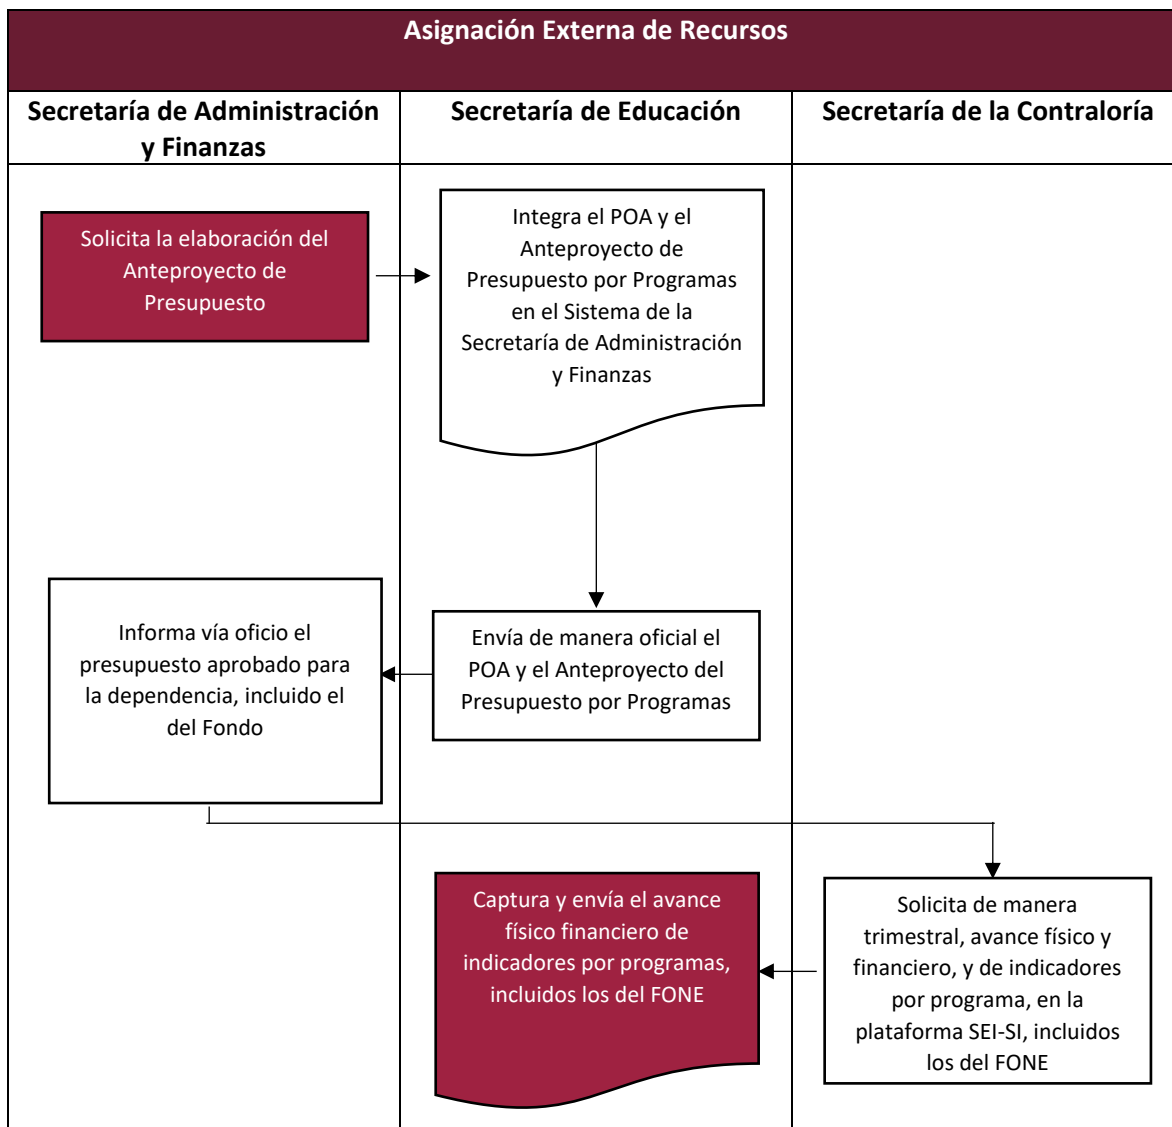 Asignación Externa de Recursos
Secretaría de Administración
y Finanzas
Secretaría de Educación
Secretaría de la Contraloría
Solicita la elaboración del
Anteproyecto de
Presupuesto
Integra el POA y el
Anteproyecto de
Presupuesto por Programas
en el Sistema de la
Secretaría de Administración
y Finanzas
Informa vía oficio el
presupuesto aprobado para
la dependencia, incluido el
del Fondo
Envía de manera oficial el
POA y el Anteproyecto del
Presupuesto por Programas
Captura y envía el avance
físico financiero de
indicadores por programas,
incluidos los del FONE
Solicita de manera
trimestral, avance físico y
financiero, y de indicadores
por programa, en la
plataforma SEI-SI, incluidos
los del FONE